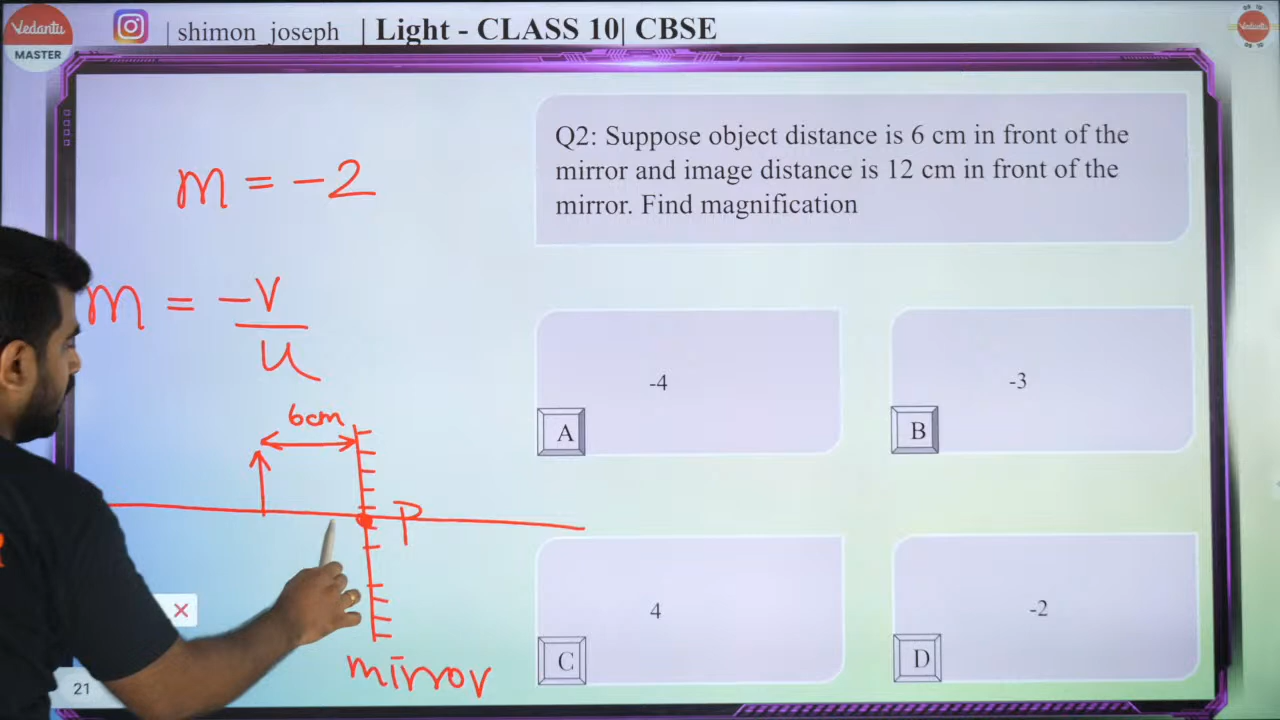 Vedantu
MASTER
| shimon_joseph | Light - CLASS 10| CBSE
Vedantu
Q2: Suppose object distance is 6 cm in front of the
mirror and image distance is 12 cm in front of the
mirror. Find magnification
m = -2
m = -v
u
6cm
P
mirror
-4
A
-3
B
4
C
-2
D
21